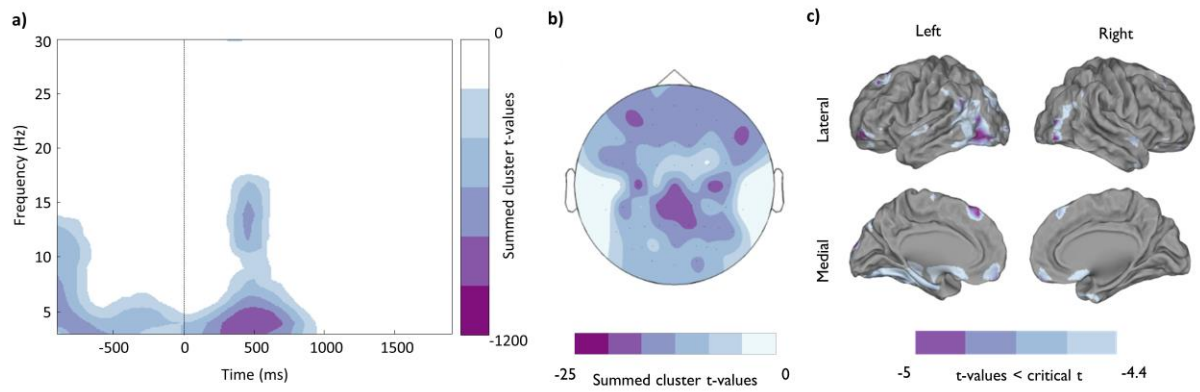 a)
30
25
20
15
10
5
Frequency (Hz)
-500
0
500
1000
1500
Time (ms)
0
-1200
Summed cluster t-values
b)
-25
0
Summed cluster t-values
c)
Left
Right
Lateral
Medial
-5
-4.4
t-values < critical t